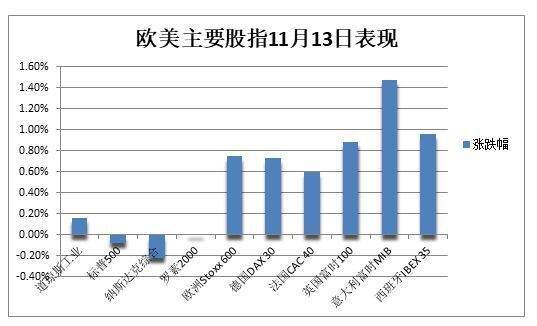 欧美主要股指11月13日表现
1.60%
1.40%
1.20%
1.00%
0.80%
0.60%
0.40%
0.20%
0.00%
-0.20%
-0.40%
道琼斯工业
标普500
纳斯达克综合
罗素2000
欧洲Stoxx600
德国DAX30
法国CAC 40
英国富时100
意大利富时MIB
西班牙IBEX35
涨跌幅